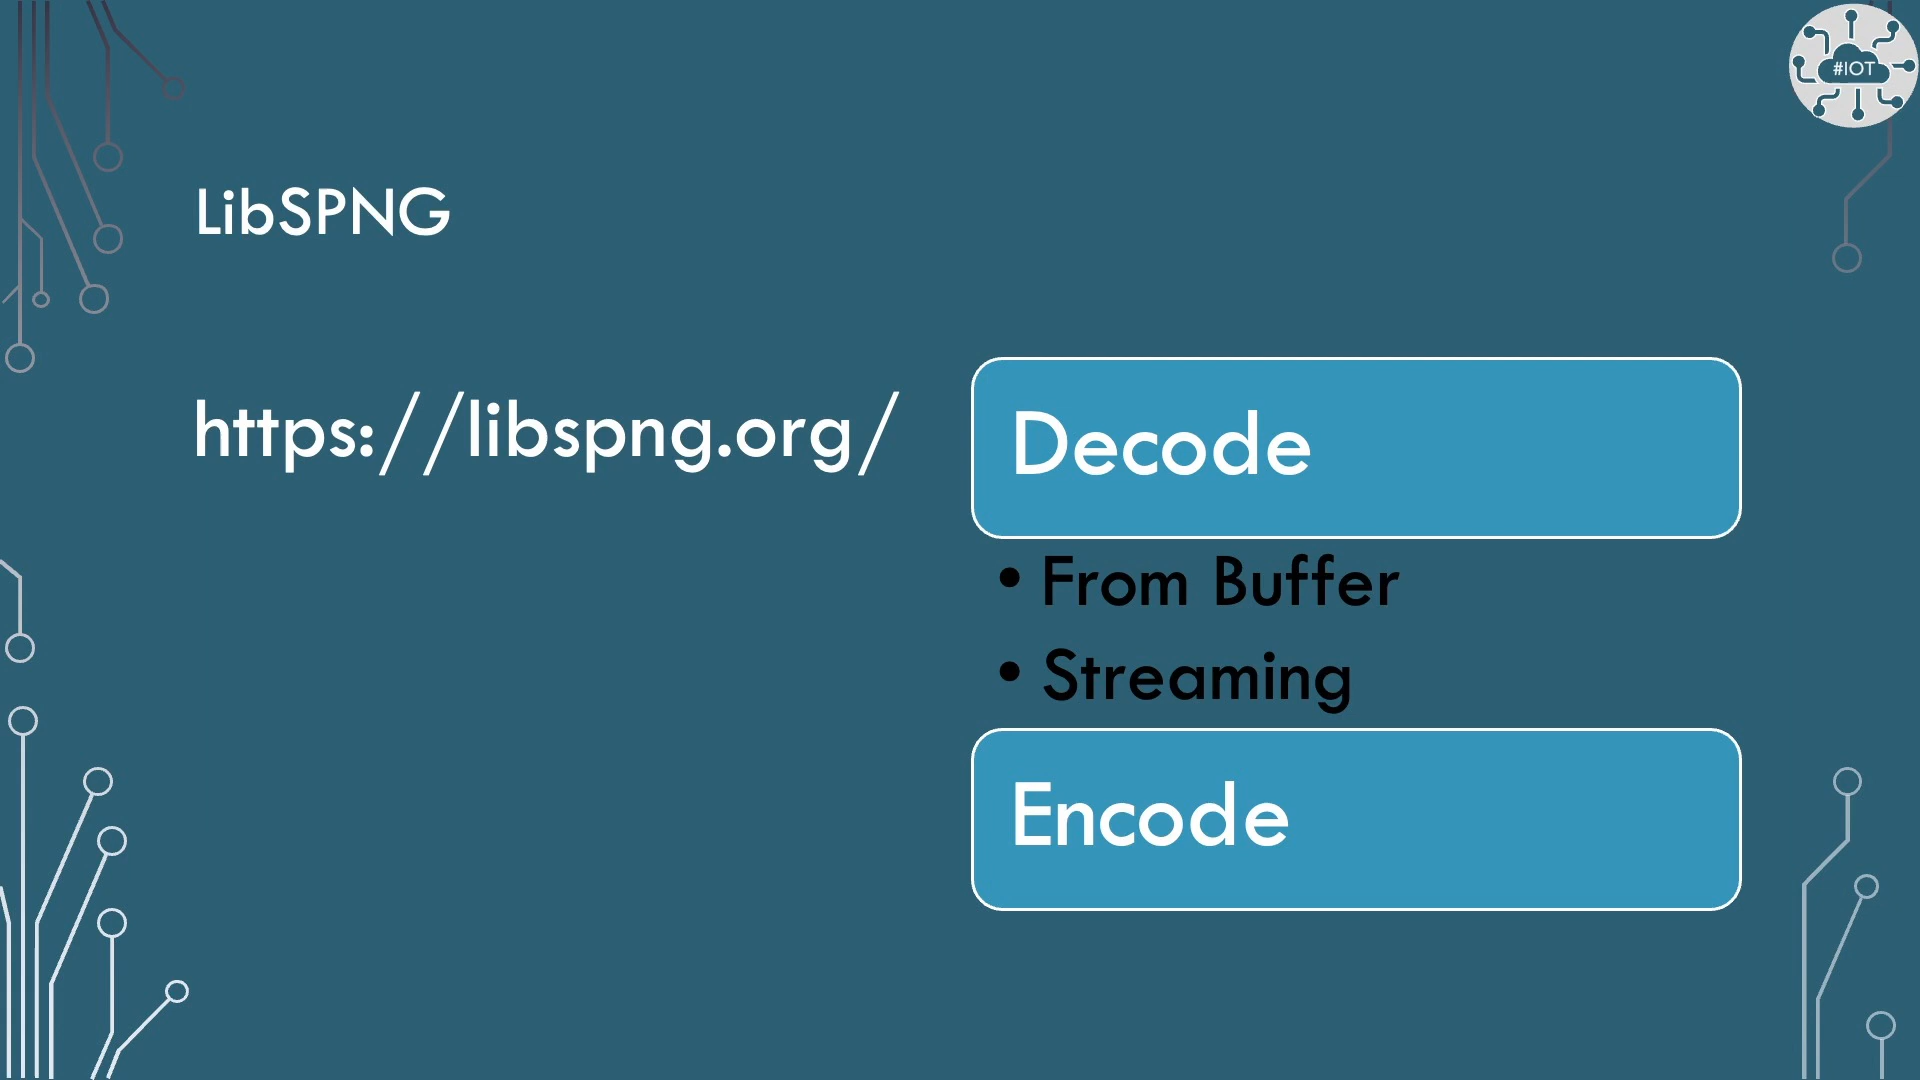 #IOT
LibSPNG
https://libspng.org/
Decode
• From Buffer
• Streaming
Encode